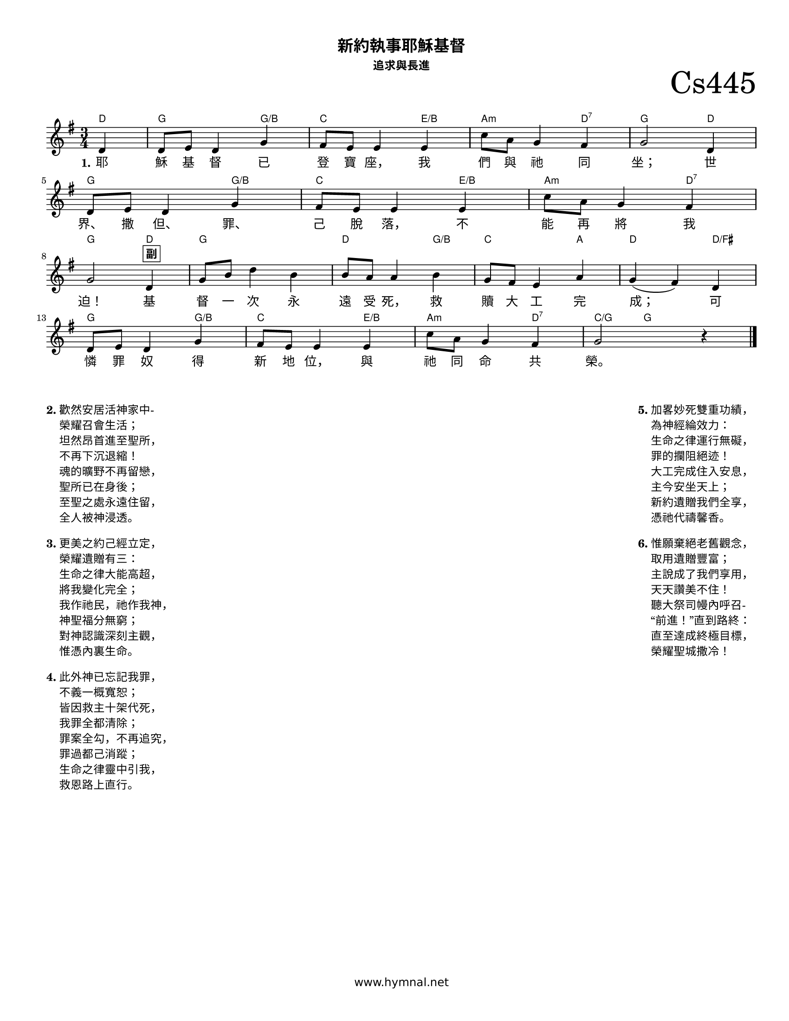 新約執事耶穌基督
追求與長進
Cs445
D G G/B C E/B Am D7 G D
1. 耶 穌 基 督 已 登 寶 座， 我 們 與 祂 同 坐； 世
5
G G/B C E/B Am D7
界、 撒 但、 罪、 己 脫 落， 不 能 再 將 我
8
G D G D G/B C A D D/F♯
副
迫！ 基 督 一 次 永 遠 受 死， 救 贖 大 工 完 成； 可
13
G G/B C E/B Am D7 C/G G
憐 罪 奴 得 新 地 位， 與 祂 同 命 共 榮。
2. 歡然安居活神家中-
榮耀召會生活；
坦然昂首進至聖所，
不再下沉退縮！
魂的曠野不再留戀，
聖所已在身後；
至聖之處永遠住留，
全人被神浸透。
3. 更美之約己經立定，
榮耀遺贈有三：
生命之律大能高超，
將我變化完全；
我作祂民，祂作我神，
神聖福分無窮；
對神認識深刻主觀，
惟憑內裏生命。
4. 此外神已忘記我罪，
不義一概寬恕；
皆因救主十架代死，
我罪全都清除；
罪案全勾，不再追究，
罪過都己消蹤；
生命之律靈中引我，
救恩路上直行。
5. 加畧妙死雙重功績，
為神經綸效力：
生命之律運行無礙，
罪的攔阻絕迹！
大工完成住入安息，
主今安坐天上；
新約遺贈我們全享，
憑祂代禱馨香。
6. 惟願棄絕老舊觀念，
取用遺贈豐富；
主說成了我們享用，
天天讚美不住！
聽大祭司幔內呼召-
“前進！”直到路終：
直至達成終極目標，
榮耀聖城撒冷！
www.hymnal.net